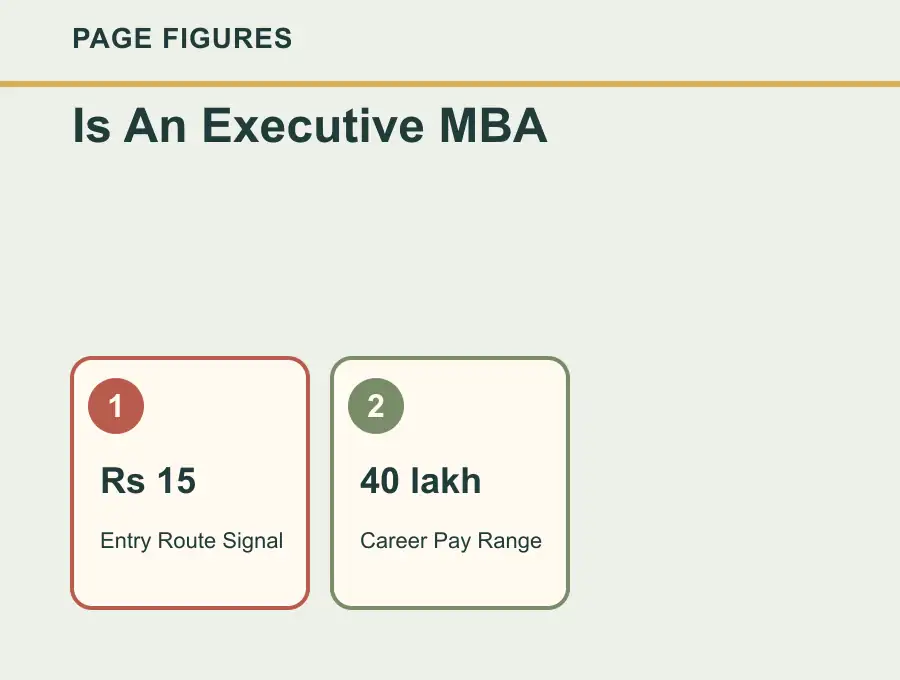 PAGE FIGURES
Is An Executive MBA
1
Rs 15
Entry Route Signal
2
40 lakh
Career Pay Range